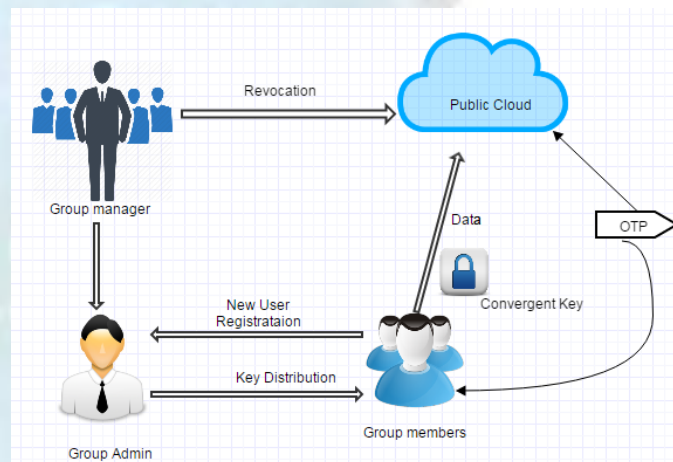 Revocation
Public Cloud
Group manager
Data
OTP
Convergent Key
New User
Registrataion
Key Distribution
Group members
Group Admin